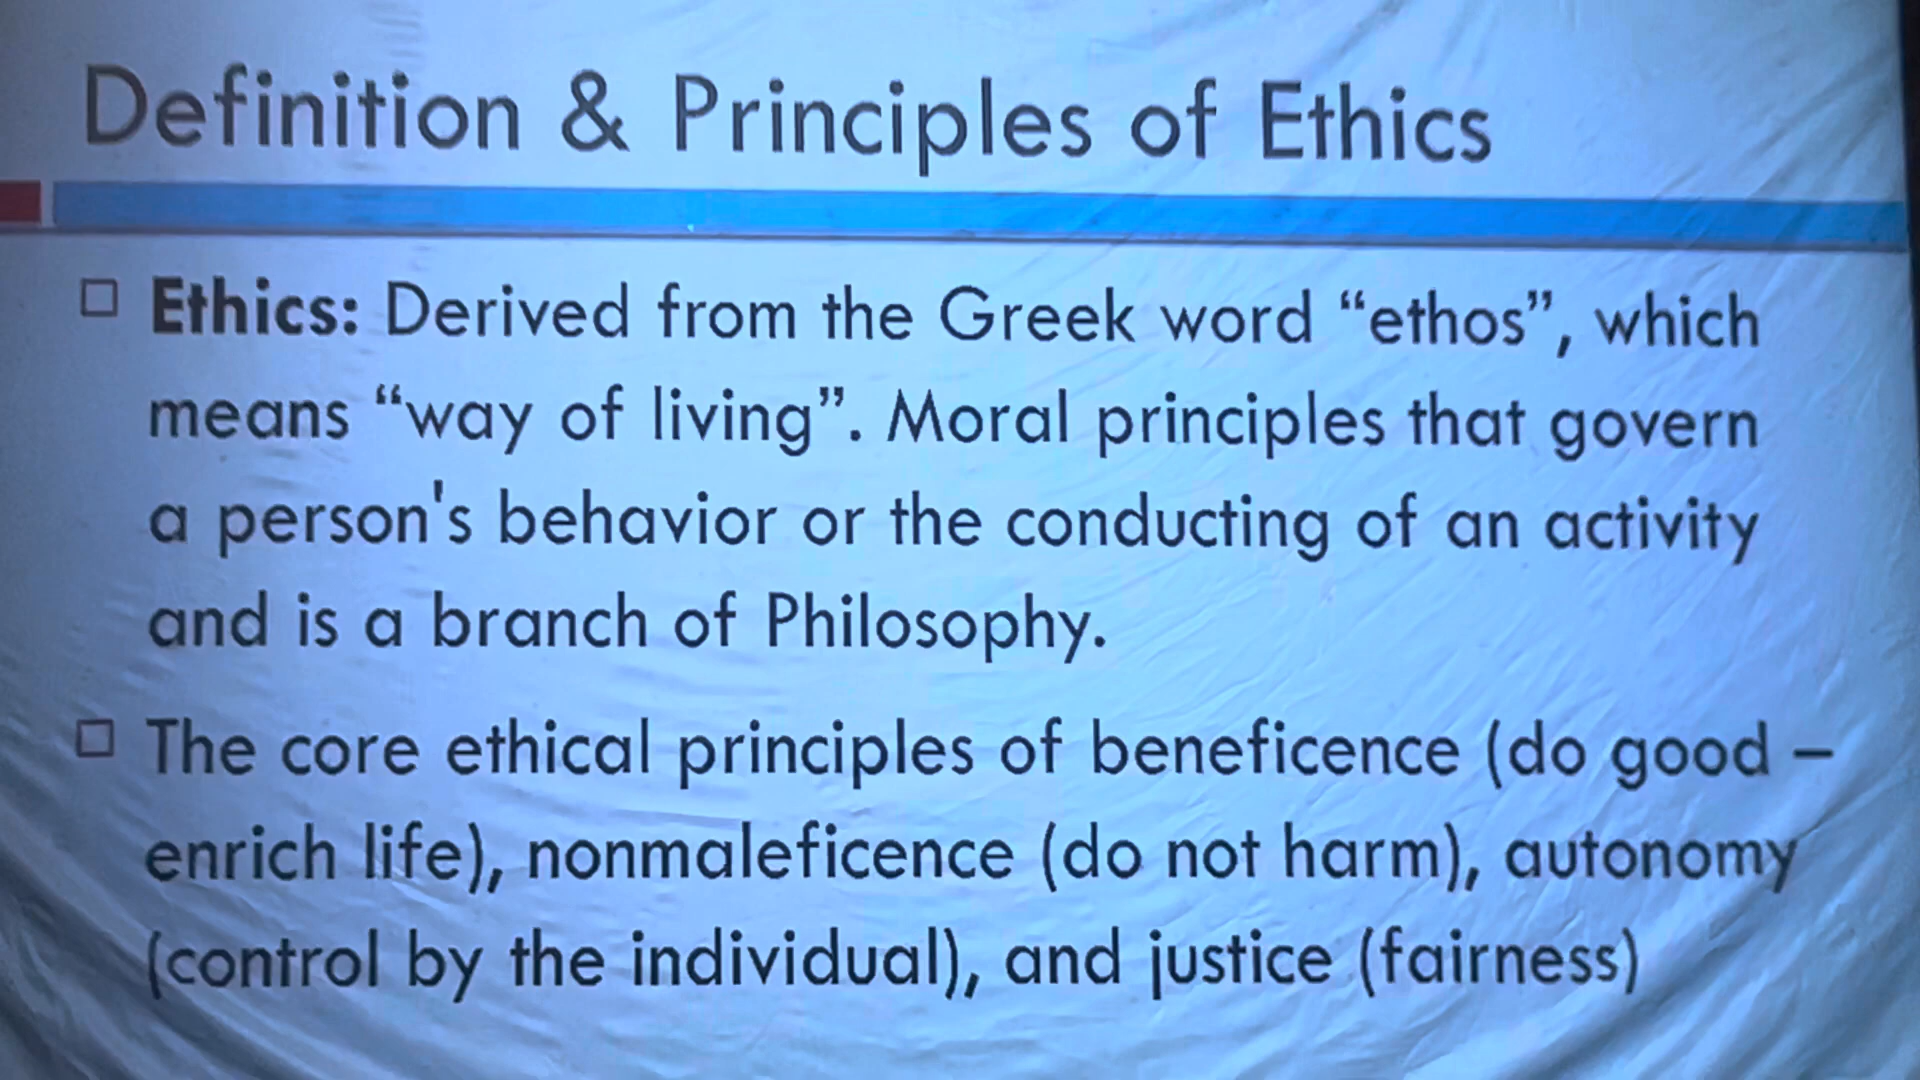 Definition & Principles of Ethics
Ethics: Derived from the Greek word “ethos”, which
means “way of living”. Moral principles that govern
a person's behavior or the conducting of an activity
and is a branch of Philosophy.
The core ethical principles of beneficence (do good –
enrich life), nonmaleficence (do not harm), autonomy
(control by the individual), and justice (fairness)